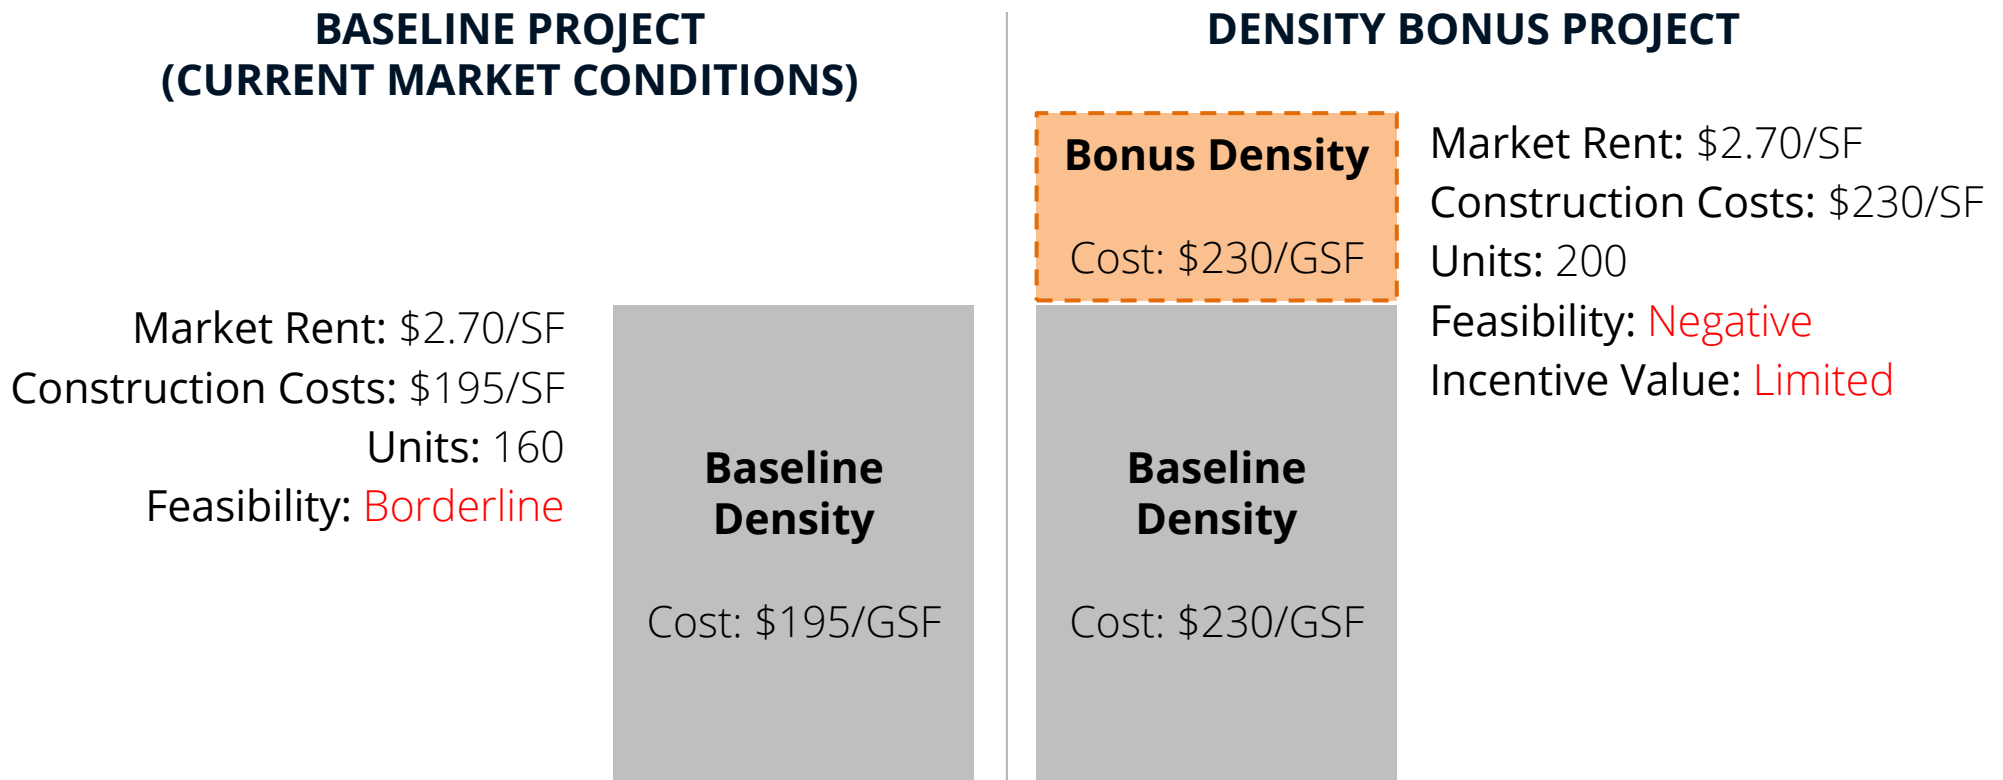 BASELINE PROJECT
(CURRENT MARKET CONDITIONS)
Market Rent: $2.70/SF
Construction Costs: $195/SF
Units: 160
Feasibility: Borderline
Baseline
Density
Cost: $195/GSF
DENSITY BONUS PROJECT
Bonus Density
Cost: $230/GSF
Baseline
Density
Cost: $230/GSF
Market Rent: $2.70/SF
Construction Costs: $230/SF
Units: 200
Feasibility: Negative
Incentive Value: Limited